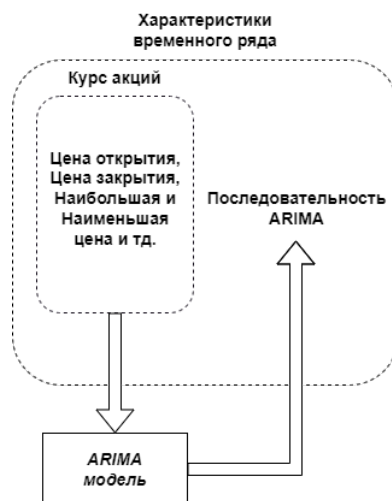 Характеристики
временного ряда
Курс акций
Цена открытия,
Цена закрытия,
Наибольшая и
Наименьшая
цена и тд.
Последовательность
ARIMA
ARIMA
модель